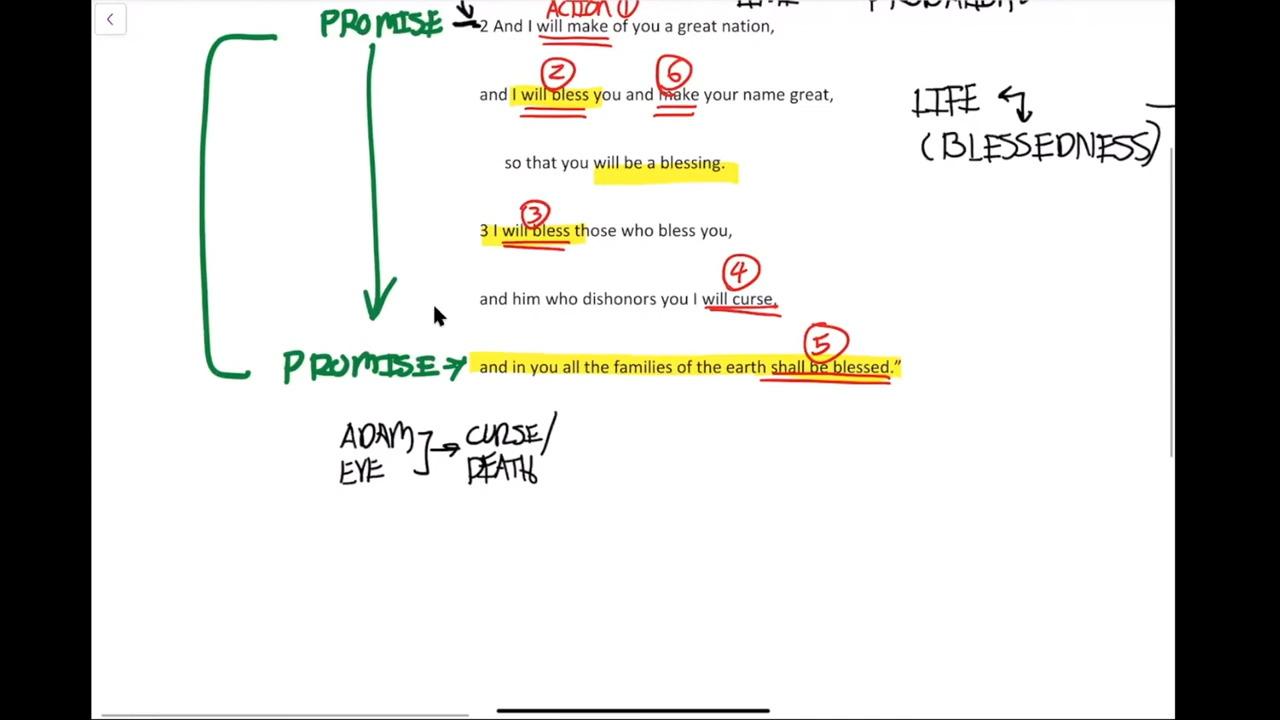 ACTION ①
PROMISE
2 And I will make of you a great nation,
② ⑥
and I will bless you and make your name great,
LIFE
(BLESSEDNESS)
so that you will be a blessing.
③
3 I will bless those who bless you,
④
and him who dishonors you I will curse,
⑤
PROMISE → and in you all the families of the earth shall be blessed.”
ADAM
EVE
→ CURSE/
DEATH